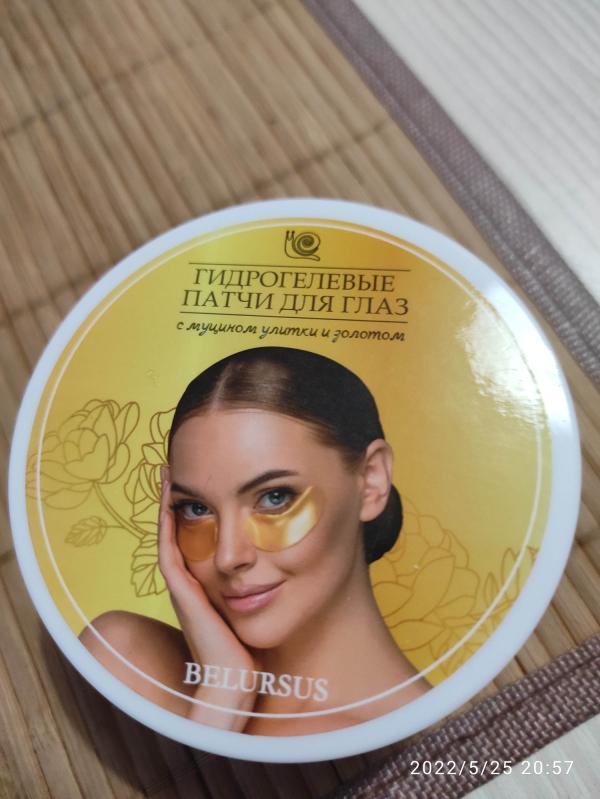 ГИДРОГЕЛЕВЫЕ
ПАТЧИ ДЛЯ ГЛАЗ
с муцином улитки и золотом
BELURSUS
2022/5/25 20:57